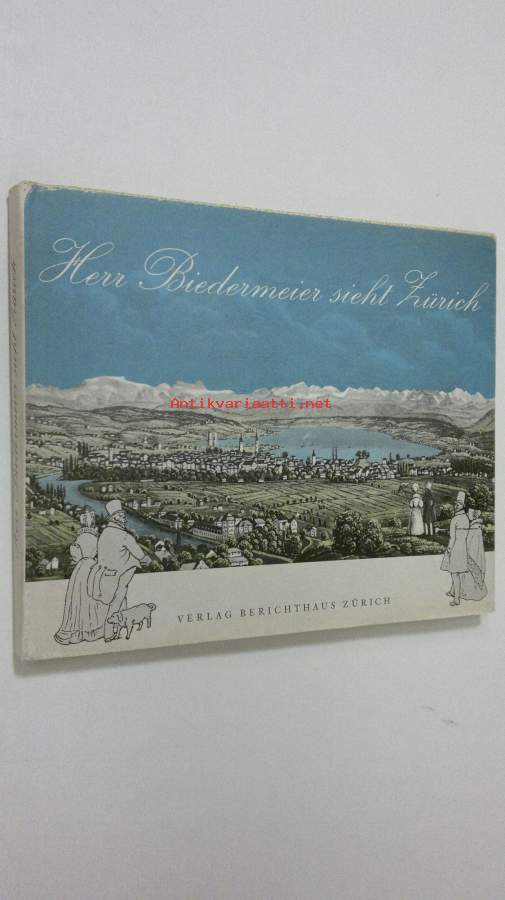 Herr Biedermeier sieht Zürich
Antikvariaatti.net
VERLAG BERICHTHAUS ZÜRICH